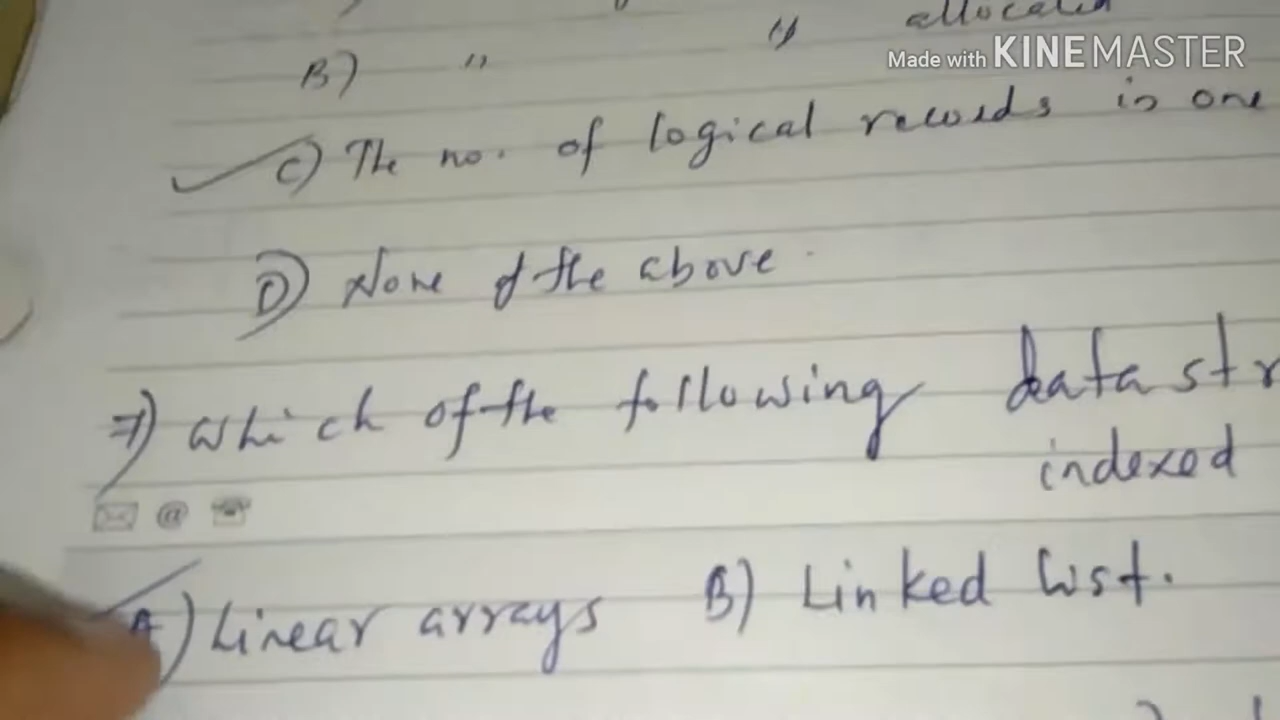 allocated
B) " "
Made with KINEMASTER
C) The no. of logical records is one
D) None of the above.
7) Which of the following data str
indexed
A) Linear arrays B) Linked List.